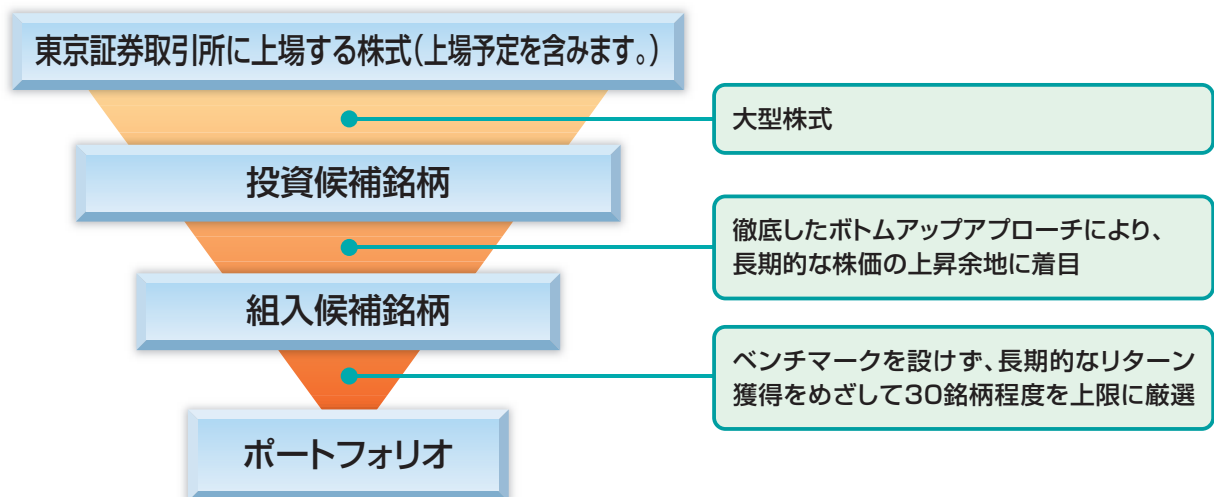 東京証券取引所に上場する株式(上場予定を含みます。)
大型株式
投資候補銘柄
徹底したボトムアップアプローチにより、
長期的な株価の上昇余地に着目
組入候補銘柄
ベンチマークを設けず、長期的なリターン
獲得をめざして30銘柄程度を上限に厳選
ポートフォリオ